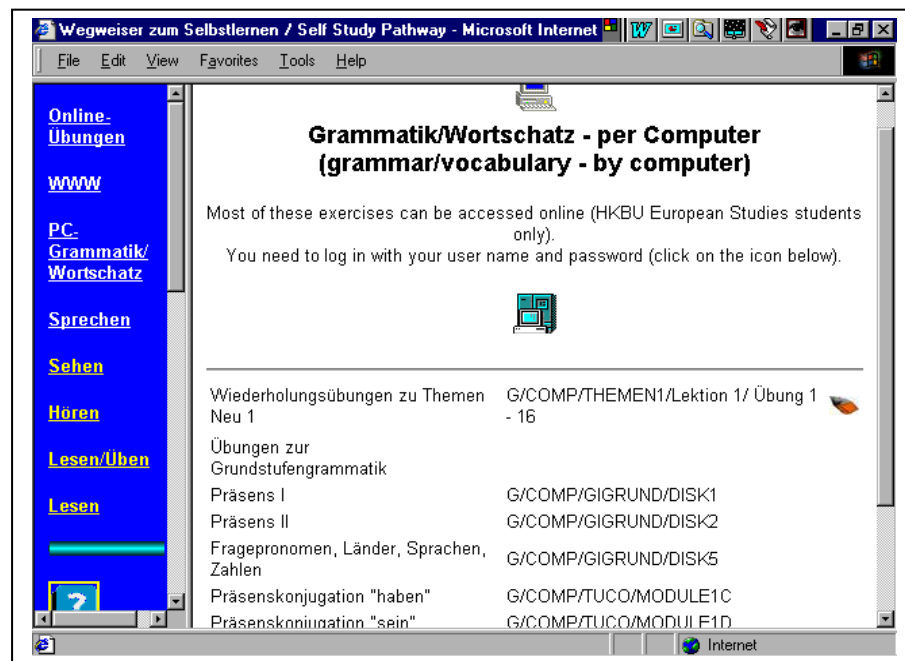 Wegweiser zum Selbstlernen / Self Study Pathway - Microsoft Internet
File Edit View Favorites Tools Help
Online-
Übungen
WWW
PC-
Grammatik/
Wortschatz
Sprechen
Sehen
Hören
Lesen/Üben
Lesen
Grammatik/Wortschatz - per Computer
(grammar/vocabulary - by computer)
Most of these exercises can be accessed online (HKBU European Studies students
only).
You need to log in with your user name and password (click on the icon below).
Wiederholungsübungen zu Themen G/COMP/THEMEN1/Lektion 1/ Übung 1
Neu 1 - 16
Übungen zur
Grundstufengrammatik
Präsens I G/COMP/GIGRUND/DISK1
Präsens II G/COMP/GIGRUND/DISK2
Fragepronomen, Länder, Sprachen,
Zahlen G/COMP/GIGRUND/DISK5
Präsenskonjugation "haben" G/COMP/TUCO/MODULE1C
Präsenskonjugation "sein" G/COMP/TUCO/MODULE1D
Internet